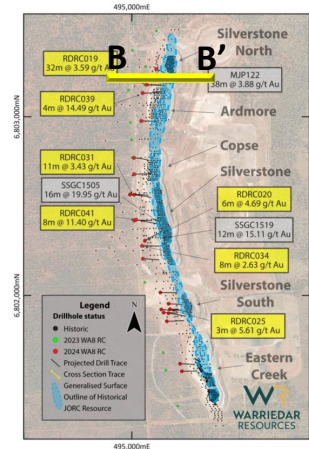 495,000mE
Silverstone
North
B
B'
RDRC019
32m @ 3.59 g/t Au
MJP122
38m @ 3.88 g/t Au
RDRC039
4m @ 14.49 g/t Au
Ardmore
6,803,000mN
Copse
RDRC031
11m @ 3.43 g/t Au
Silverstone
SSGC1505
16m @ 19.95 g/t Au
RDRC020
6m @ 4.69 g/t Au
RDRC041
8m @ 11.40 g/t Au
SSGC1519
12m @ 15.11 g/t Au
RDRC034
8m @ 2.63 g/t Au
6,802,000mN
Silverstone
South
Legend
N
Drillhole status
Historic
2023 WA8 RC
2024 WA8 RC
Projected Drill Trace
Cross Section Trace
Generalised Surface
Outline of Historical
JORC Resource
RDRC025
3m @ 5.61 g/t Au
Eastern
Creek
WARRIEDAR
RESOURCES
495,000mE